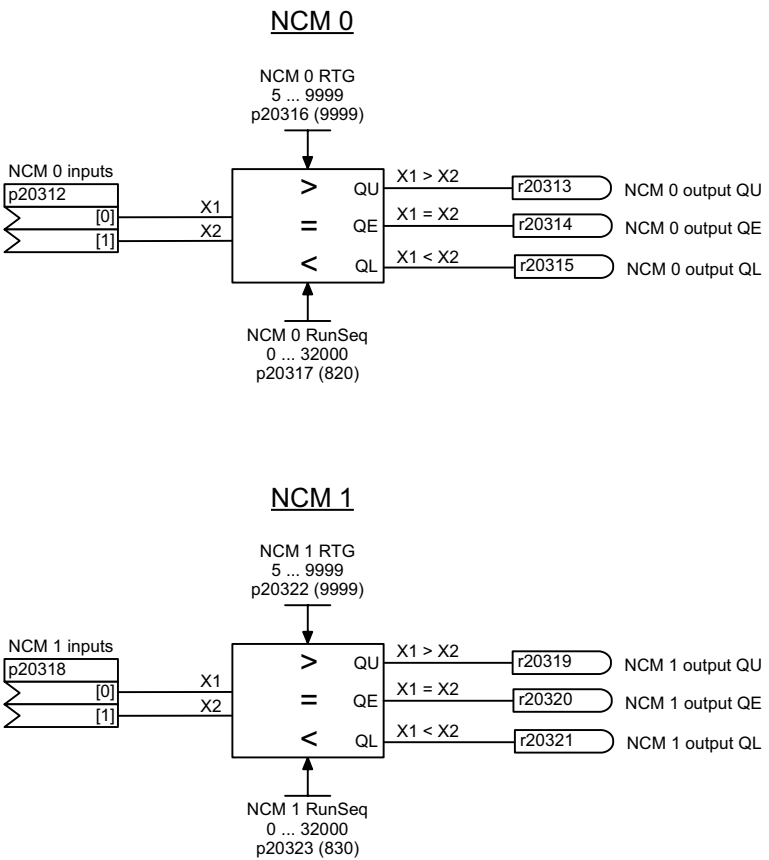 NCM 0
NCM 0 RTG
5 ... 9999
p20316 (9999)
NCM 0 inputs
p20312
[0]
[1]
X1
X2
>
=
<
QU
QE
QL
X1 > X2
X1 = X2
X1 < X2
r20313
r20314
r20315
NCM 0 output QU
NCM 0 output QE
NCM 0 output QL
NCM 0 RunSeq
0 ... 32000
p20317 (820)
NCM 1
NCM 1 RTG
5 ... 9999
p20322 (9999)
NCM 1 inputs
p20318
[0]
[1]
X1
X2
>
=
<
QU
QE
QL
X1 > X2
X1 = X2
X1 < X2
r20319
r20320
r20321
NCM 1 output QU
NCM 1 output QE
NCM 1 output QL
NCM 1 RunSeq
0 ... 32000
p20323 (830)